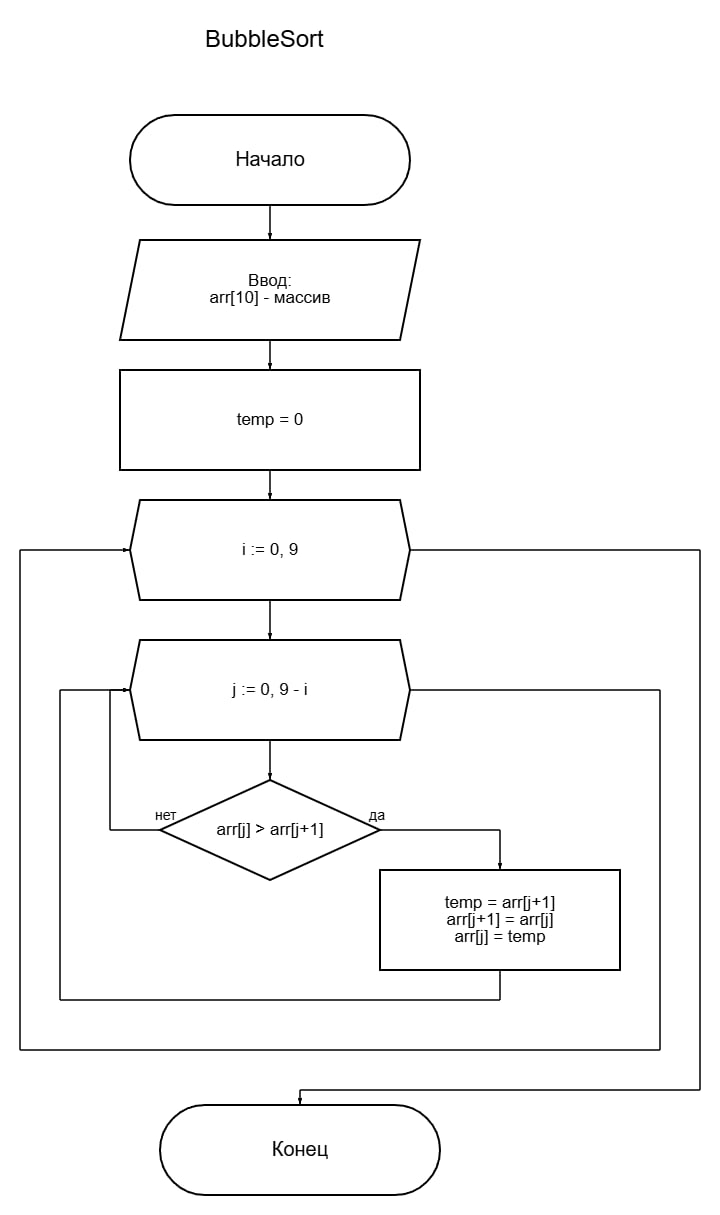 BubbleSort
Начало
Ввод:
arr[10] - массив
temp = 0
i := 0, 9
j := 0, 9 - i
нет
arr[j] > arr[j+1]
да
temp = arr[j+1]
arr[j+1] = arr[j]
arr[j] = temp
Конец